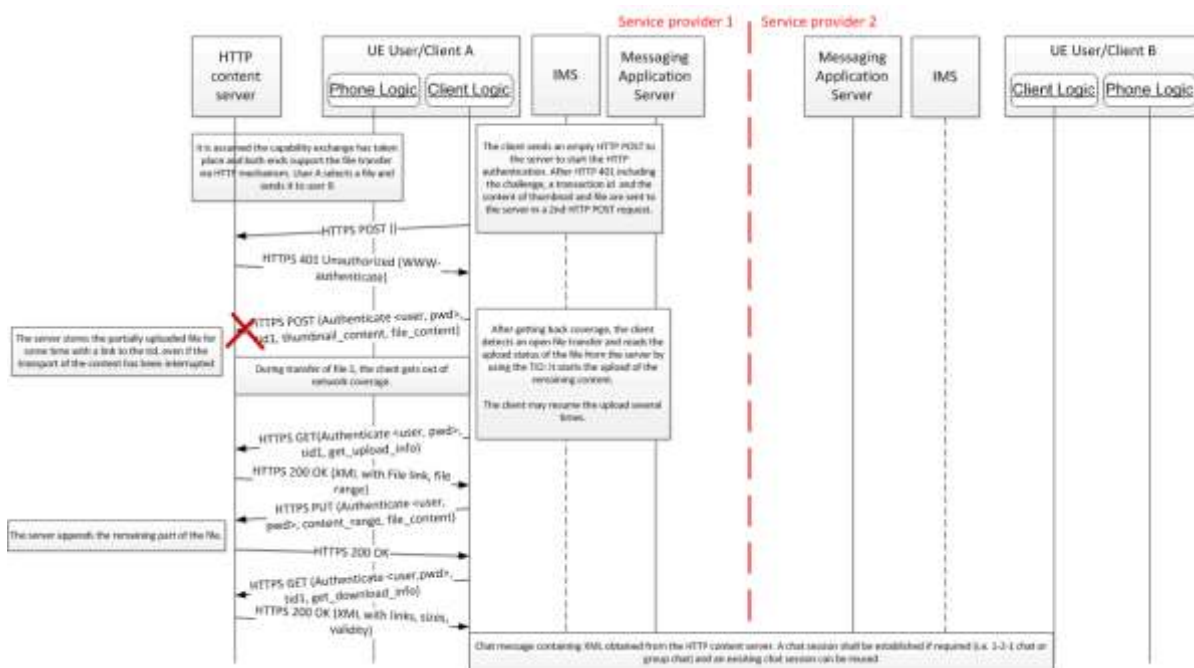 Service provider 1
Service provider 2
HTTP
content
server
UE User/Client A
Phone Logic
Client Logic
IMS
Messaging
Application
Server
Messaging
Application
Server
IMS
UE User/Client B
Client Logic
Phone Logic
It is assumed the capability exchange has taken
place and both ends support the file transfer
via HTTP mechanism. User A selects a file and
sends it to user B.
The client sends an empty HTTP POST to
the server to start the HTTP
authentication. After HTTP 401 including
the challenge, a transaction id and the
content of thumbnail and file are sent to
the server in a 2nd HTTP POST request.
HTTPS POST ()
HTTPS 401 Unauthorized (WWW-
authenticate)
HTTPS POST (Authenticate <user, pwd>,
tid1, thumbnail_content, file_content)
The server stores the partially uploaded file for
some time with a link to the tid, even if the
transport of the content has been interrupted
During transfer of file 1, the client gets out of
network coverage.
After getting back coverage, the client
detects an open file transfer and reads the
upload status of the file from the server by
using the TID. It starts the upload of the
remaining content.
The client may resume the upload several
times.
HTTPS GET(Authenticate <user, pwd>,
tid1, get_upload_info)
HTTPS 200 OK (XML with File link, file
range)
HTTPS PUT (Authenticate <user,
pwd>, content_range, file_content)
The server appends the remaining part of the file.
HTTPS 200 OK
HTTPS GET (Authenticate <user,pwd>,
tid1, get_download_info)
HTTPS 200 OK (XML with links, sizes,
validity)
Chat message containing XML obtained from the HTTP content server. A chat session shall be established if required (i.e. 1-2-1 chat or
group chat) and an existing chat session can be reused.